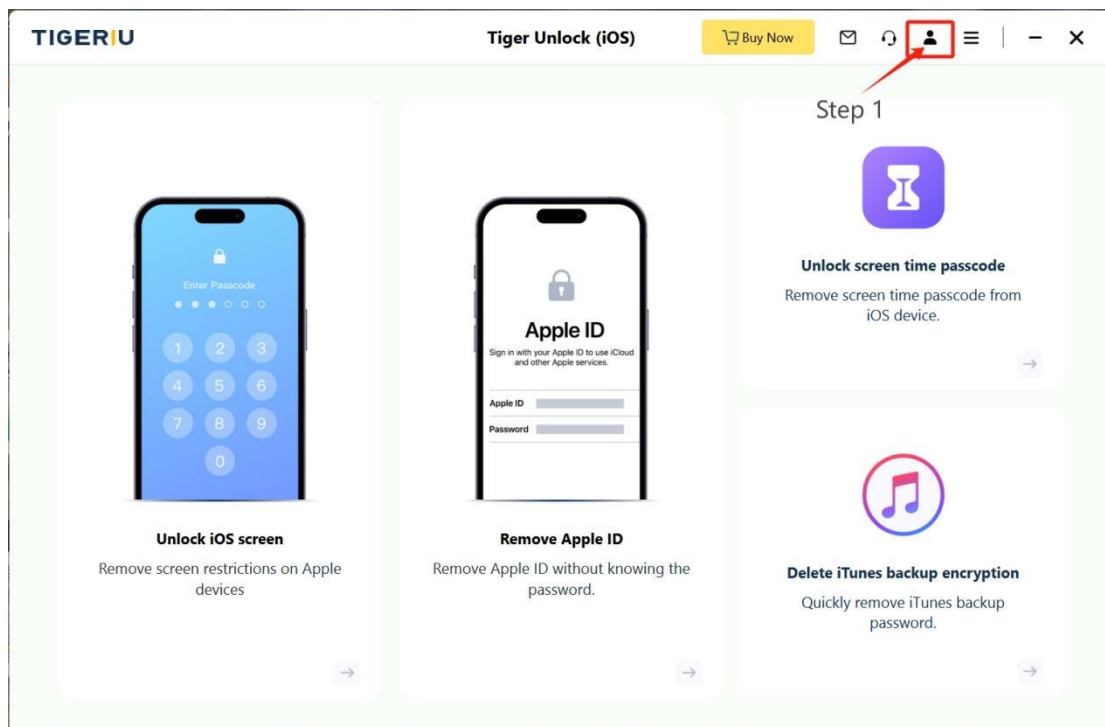 TIGERIU
Tiger Unlock (iOS)
Buy Now
Step 1
Enter Passcode
1 2 3
4 5 6
7 8 9
0
Unlock iOS screen
Remove screen restrictions on Apple
devices
Apple ID
Sign in with your Apple ID to use iCloud
and other Apple services.
Apple ID
Password
Remove Apple ID
Remove Apple ID without knowing the
password.
Unlock screen time passcode
Remove screen time passcode from
iOS device.
Delete iTunes backup encryption
Quickly remove iTunes backup
password.